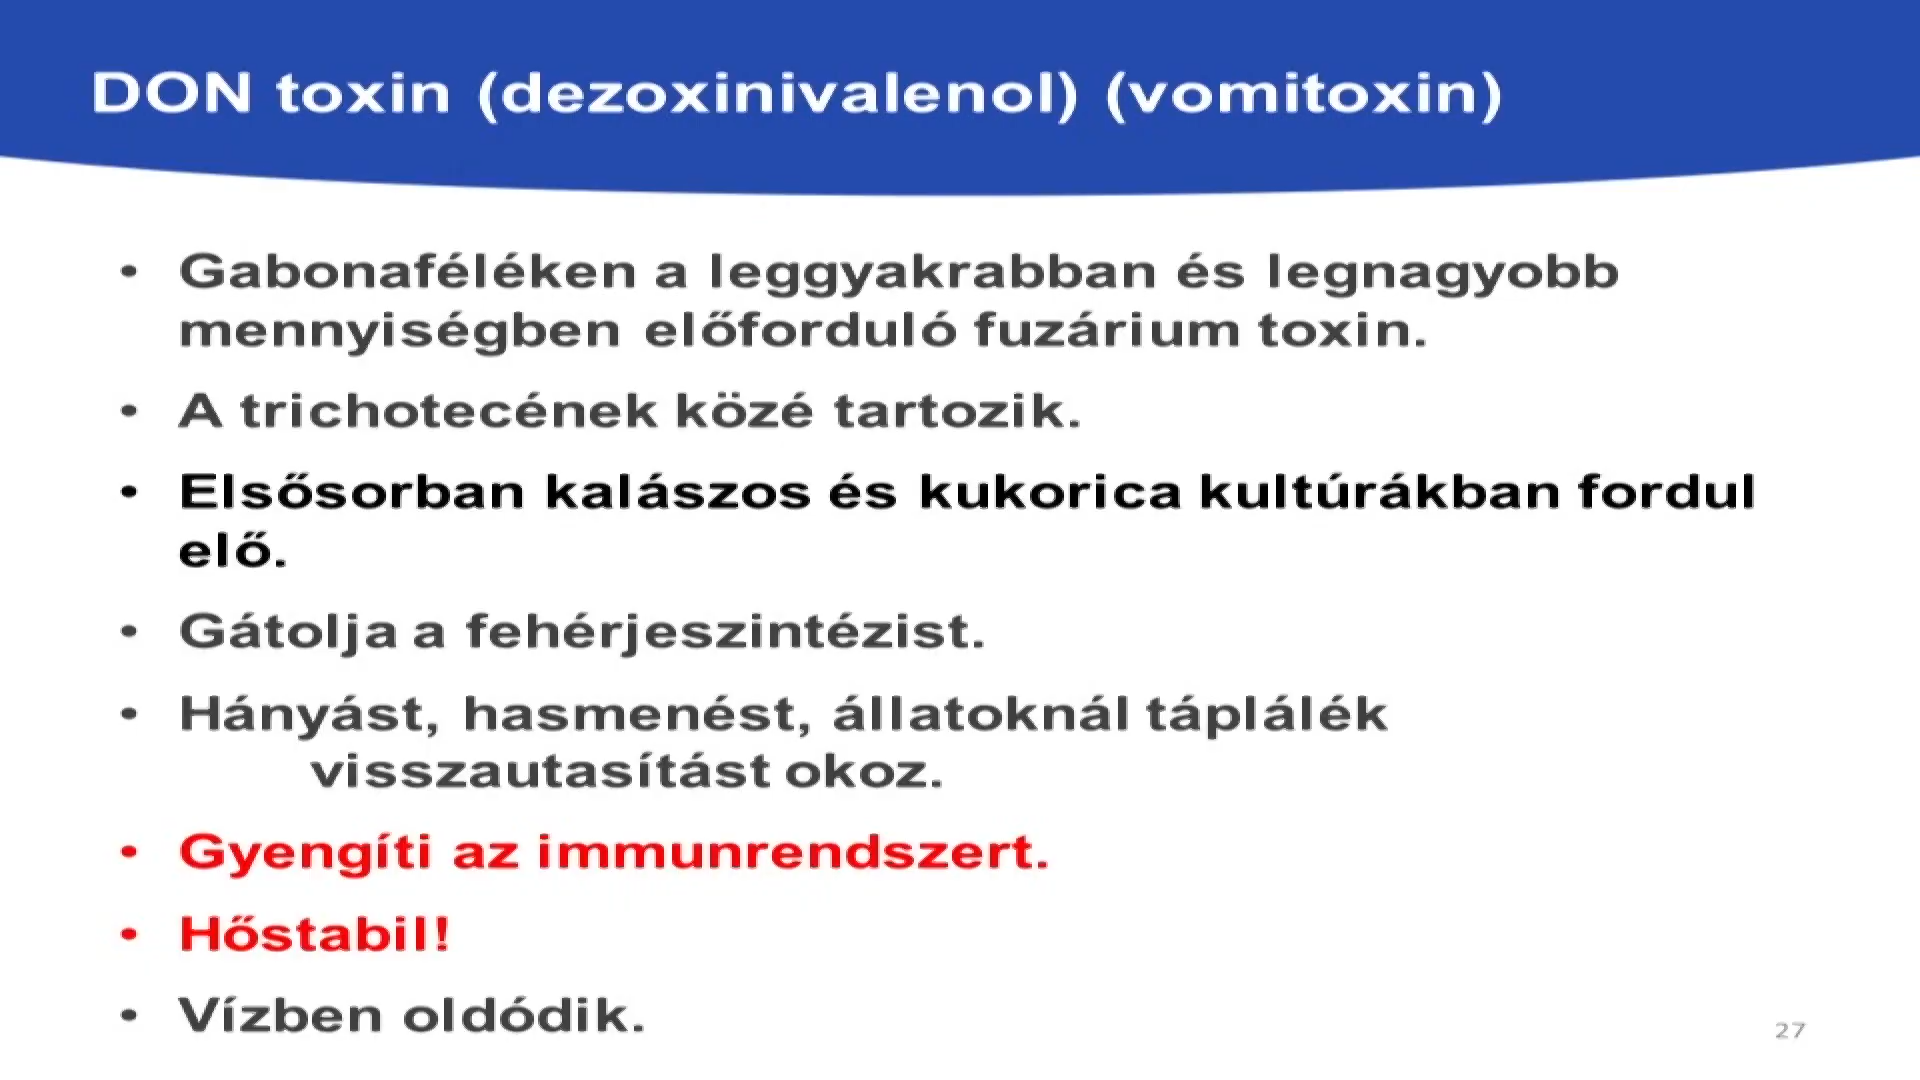 DON toxin (dezoxinivalenol) (vomitoxin)
• Gabonaféléken a leggyakrabban és legnagyobb
mennyiségben előforduló fuzárium toxin.
• A trichotecének közé tartozik.
• Elsősorban kalászos és kukorica kultúrákban fordul
elő.
• Gátolja a fehérjeszintézist.
• Hányást, hasmenést, állatoknál táplálék
visszautasítást okoz.
• Gyengíti az immunrendszert.
• Hőstabil!
• Vízben oldódik.
27